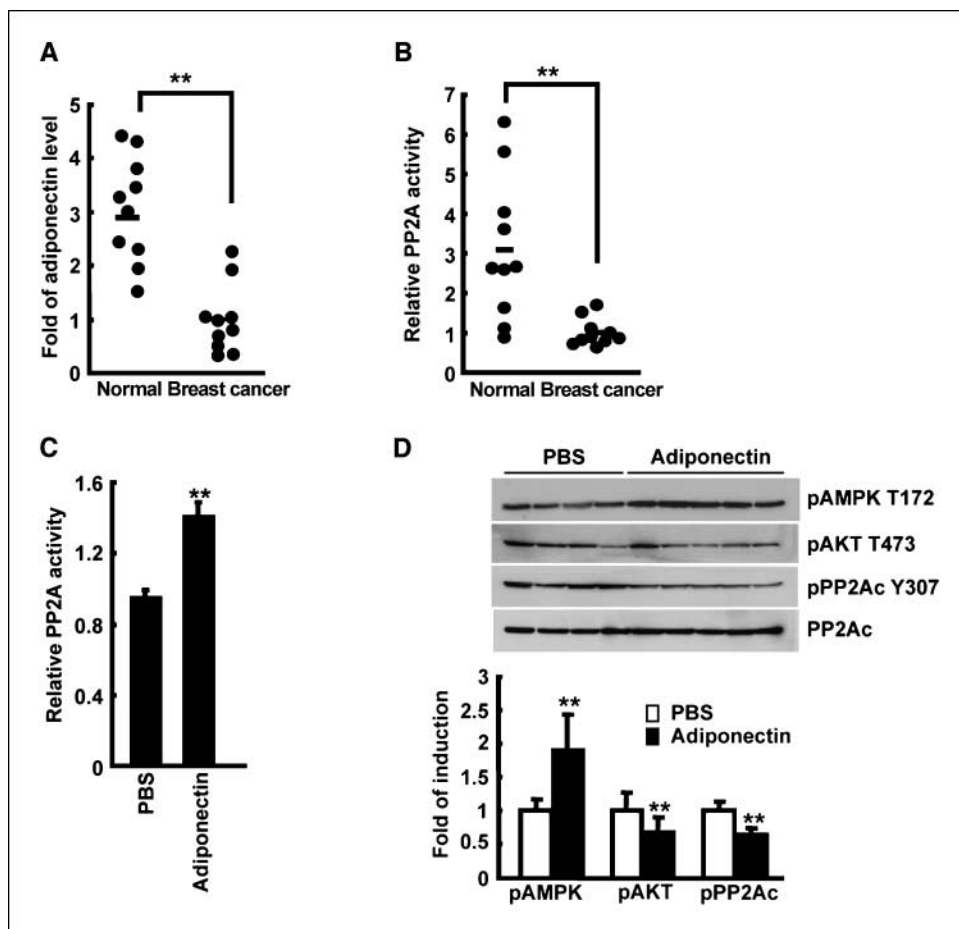 A
**
Fold of adiponectin level
5
4
3
2
1
0
Normal Breast cancer
B
**
Relative PP2A activity
7
6
5
4
3
2
1
0
Normal Breast cancer
C
Relative PP2A activity
1.6
1.2
0.8
0.4
0
**
PBS
Adiponectin
D
PBS Adiponectin
pAMPK T172
pAKT T473
pPP2Ac Y307
PP2Ac
Fold of induction
3
2.5
2
1.5
1
0.5
0
**
**
**
PBS
Adiponectin
pAMPK pAKT pPP2Ac